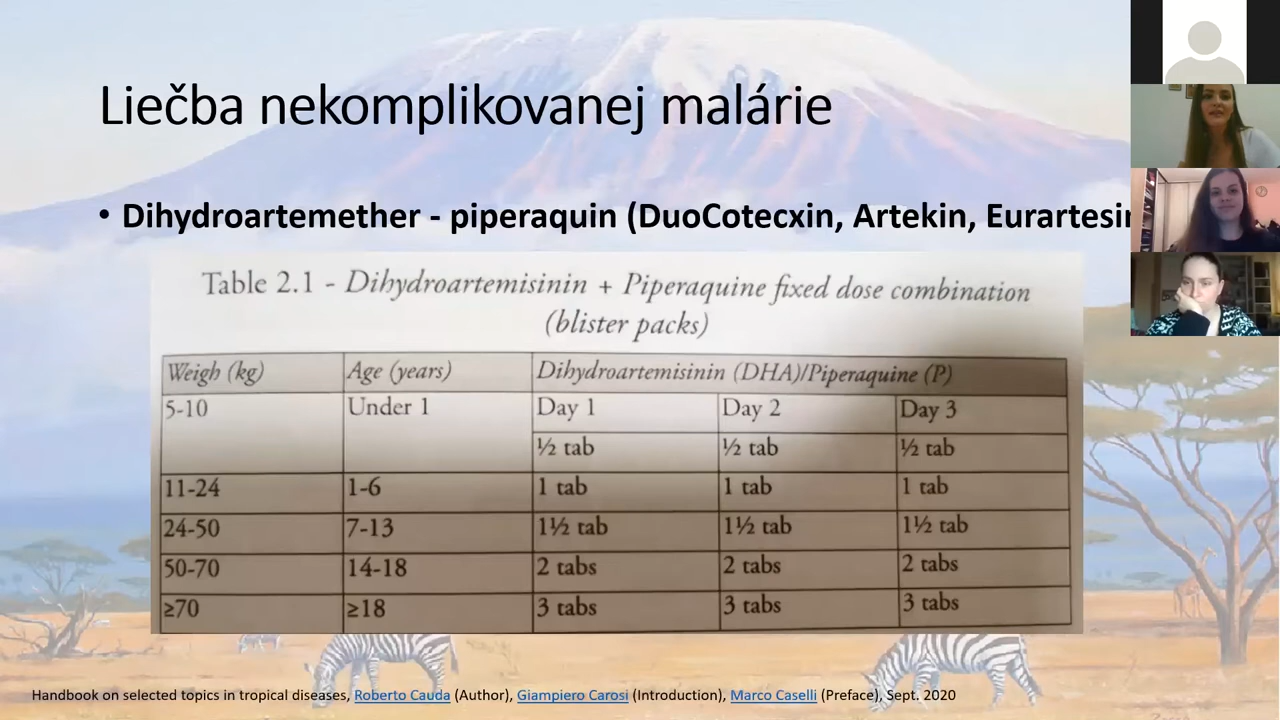 Liečba nekomplikovanej malárie
• Dihydroartemether - piperaquin (DuoCotecxin, Artekin, Eurartesin
Table 2.1 - Dihydroartemisinin + Piperaquine fixed dose combination
(blister packs)
Weigh (kg) Age (years) Dihydroartemisinin (DHA)/Piperaquine (P)
5-10 Under 1 Day 1 Day 2 Day 3
½ tab ½ tab ½ tab
11-24 1-6 1 tab 1 tab 1 tab
24-50 7-13 1½ tab 1½ tab 1½ tab
50-70 14-18 2 tabs 2 tabs 2 tabs
≥70 ≥18 3 tabs 3 tabs 3 tabs
Handbook on selected topics in tropical diseases, Roberto Cauda (Author), Giampiero Carosi (Introduction), Marco Caselli (Preface), Sept. 2020